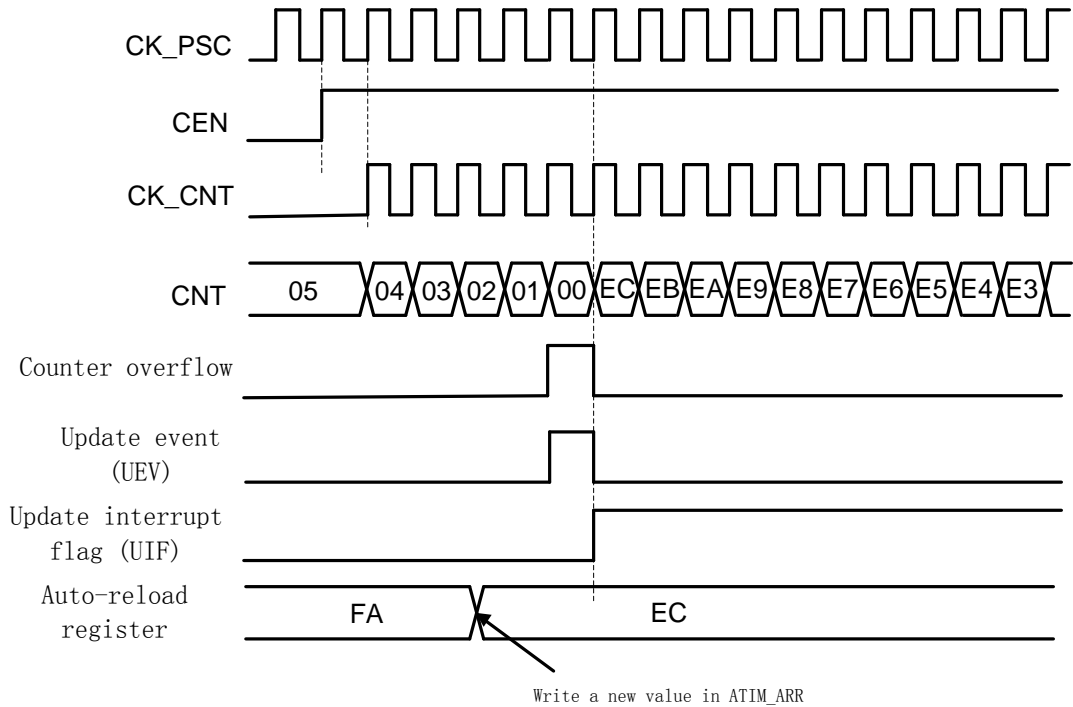 CK_PSC
CEN
CK_CNT
CNT 05 04 03 02 01 00 EC EB EA E9 E8 E7 E6 E5 E4 E3
Counter overflow
Update event
(UEV)
Update interrupt
flag (UIF)
Auto-reload
register
FA EC
Write a new value in ATIM_ARR